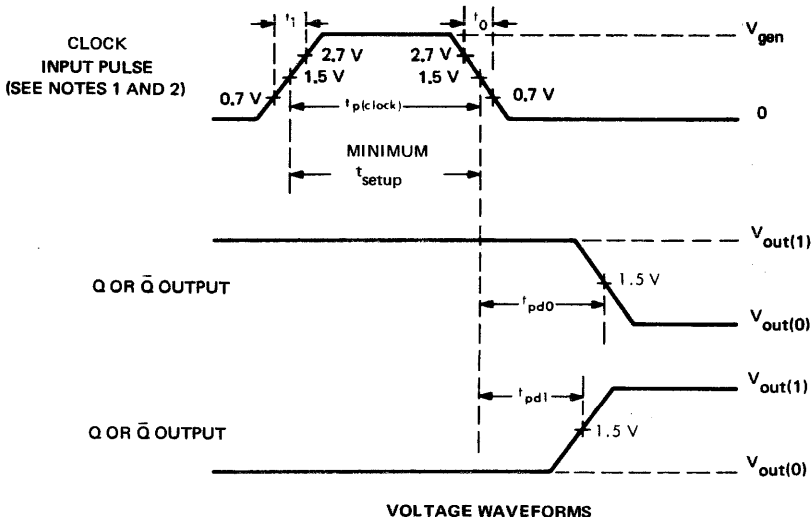 t1
t0
Vgen
CLOCK
INPUT PULSE
(SEE NOTES 1 AND 2)
2.7 V
2.7 V
1.5 V
1.5 V
0.7 V
0.7 V
tp(clock)
0
MINIMUM
tsetup
Vout(1)
Q OR Q̄ OUTPUT
1.5 V
tpd0
Vout(0)
Vout(1)
tpd1
Q OR Q̄ OUTPUT
1.5 V
Vout(0)
VOLTAGE WAVEFORMS